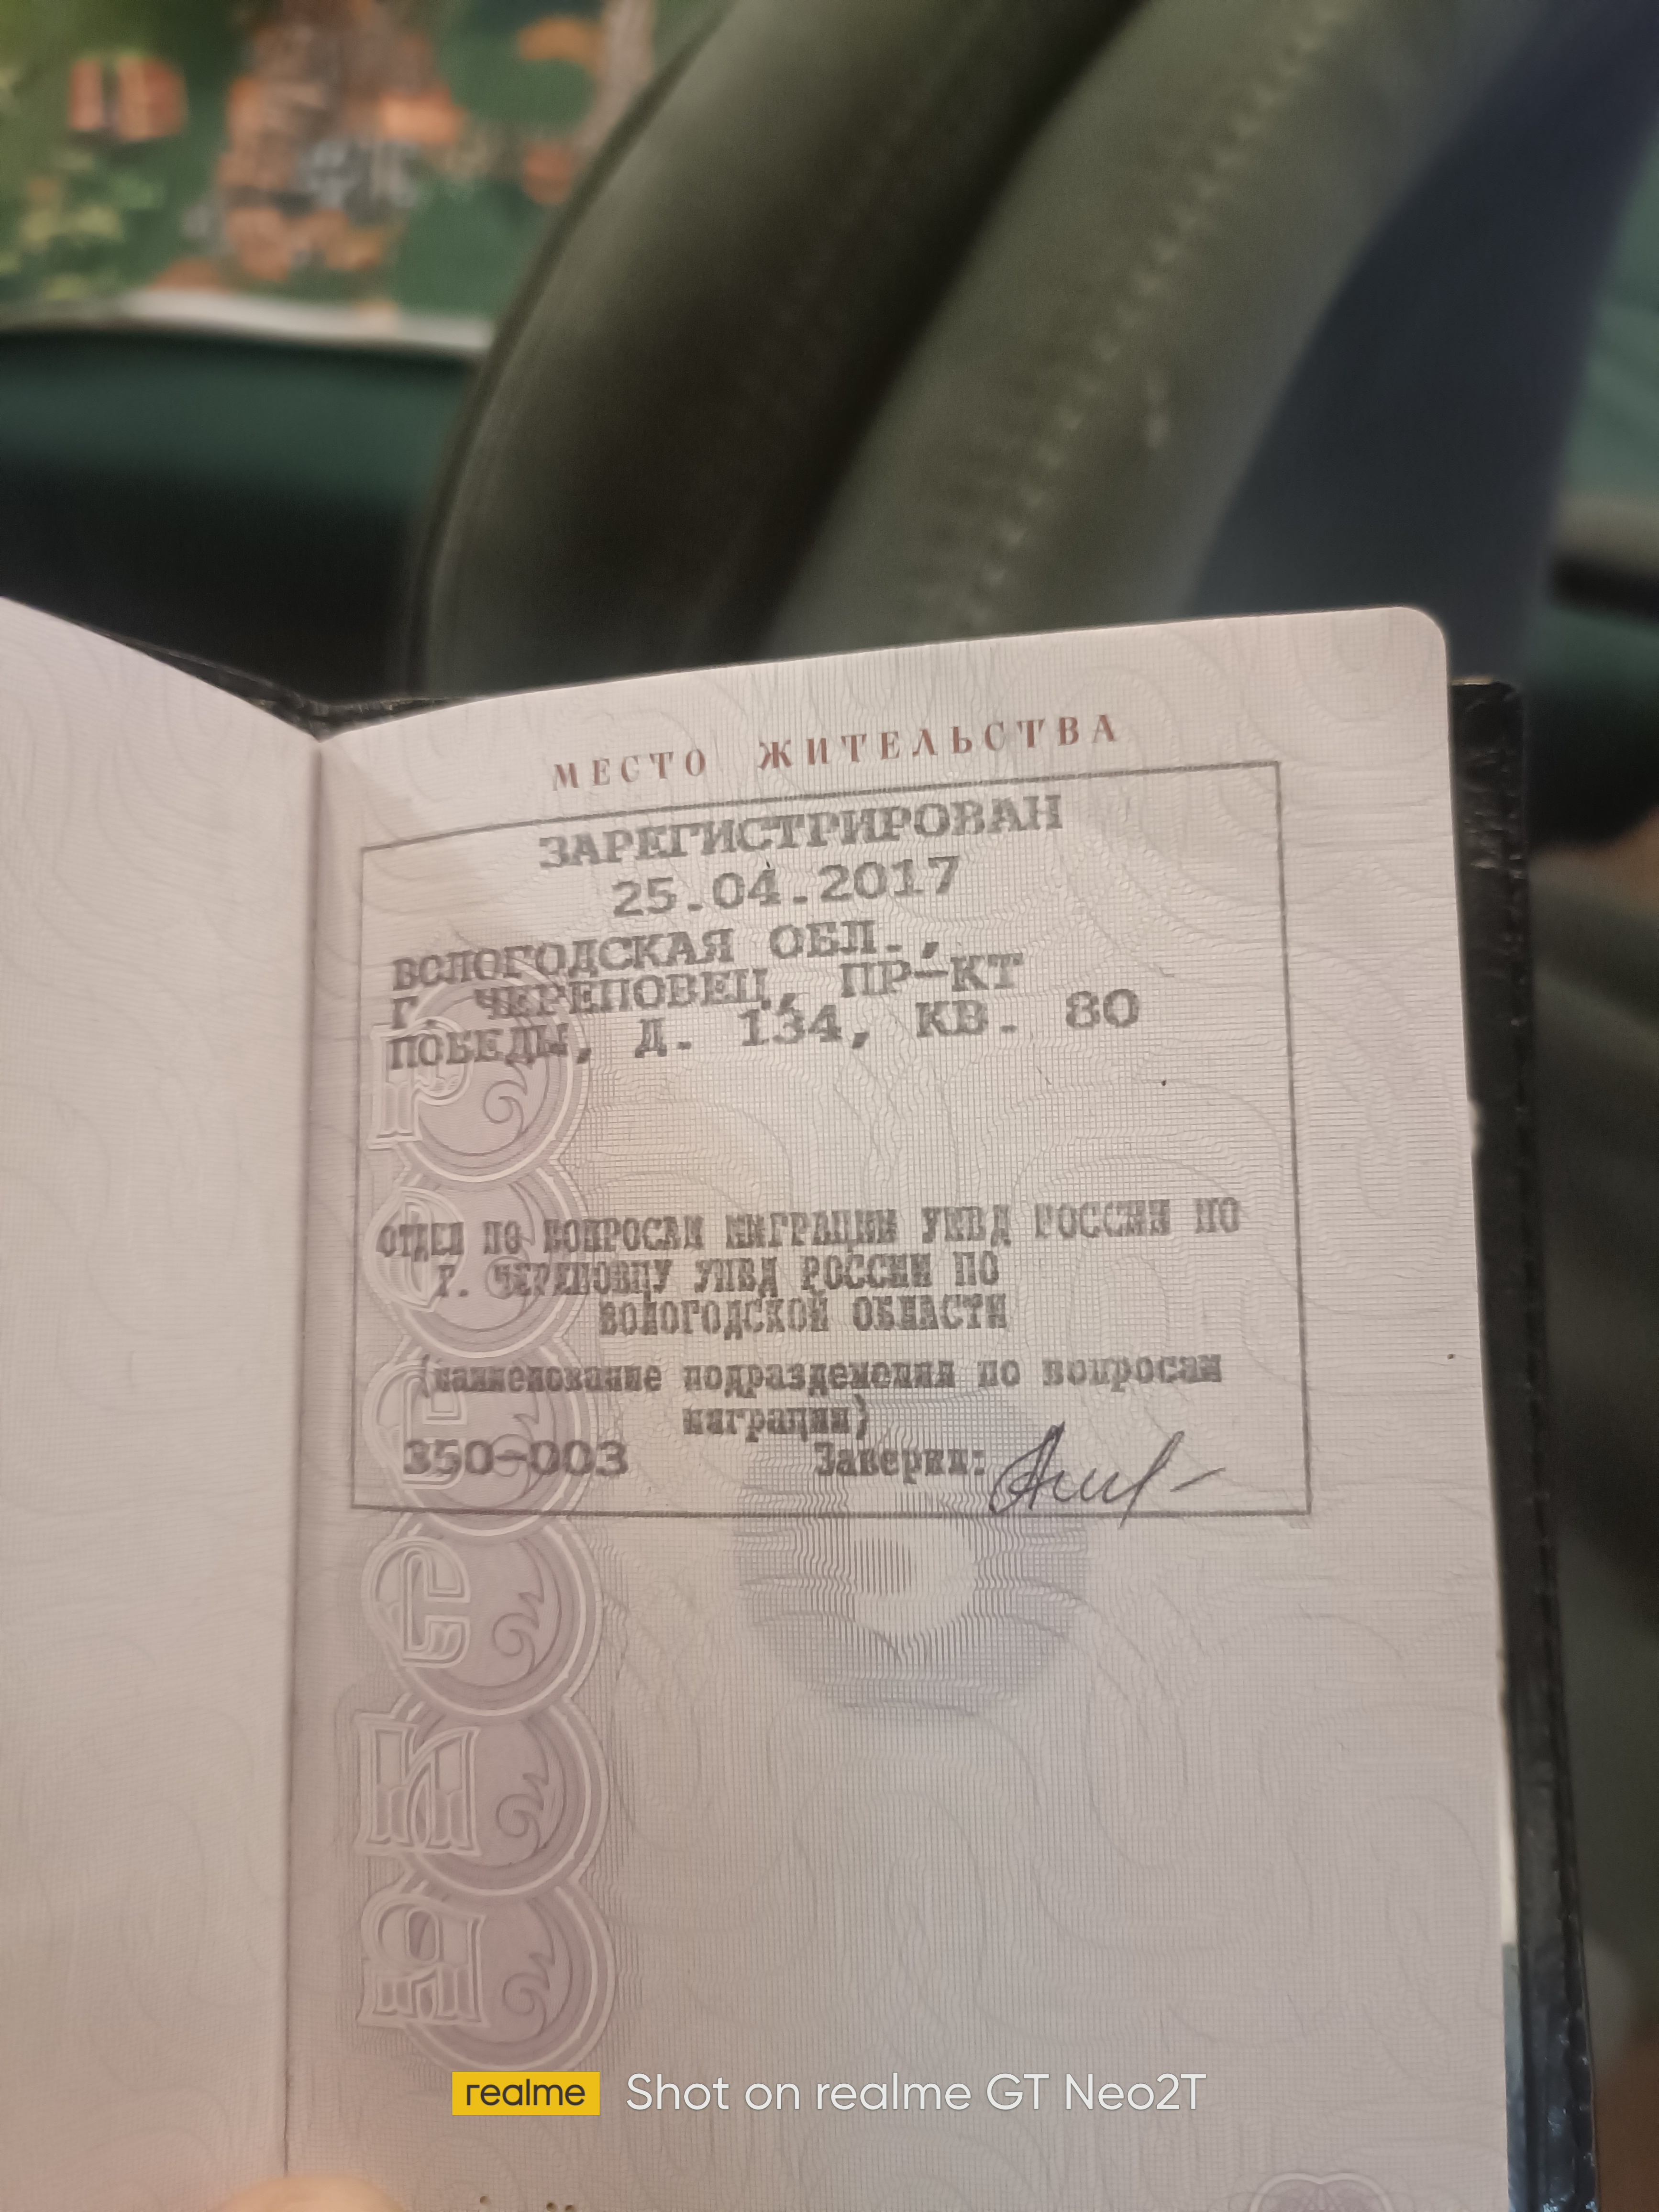 МЕСТО ЖИТЕЛЬСТВА
ЗАРЕГИСТРИРОВАН
25.04.2017
ВОЛОГОДСКАЯ ОБЛ.,
Г. ЧЕРЕПОВЕЦ, ПР-КТ
ПОБЕДЫ, Д. 134, КВ. 80
ОТДЕЛ ПО ВОПРОСАМ МИГРАЦИИ УМВД РОССИИ ПО
Г. ЧЕРЕПОВЦУ УМВД РОССИИ ПО
ВОЛОГОДСКОЙ ОБЛАСТИ
(наименование подразделения по вопросам
миграции)
350-003 Заверил:
realme Shot on realme GT Neo2T